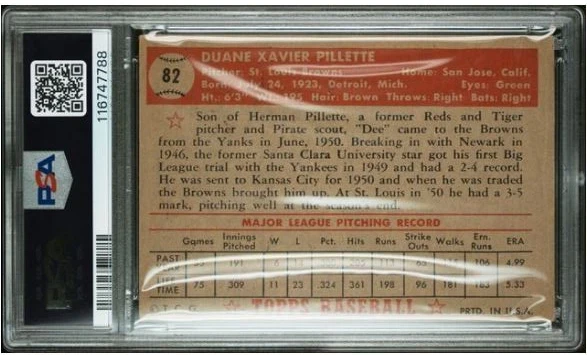 82
DUANE XAVIER PILLETTE
Pitcher: St. Louis Browns Home: San Jose, Calif.
Born: July 24, 1923, Detroit, Mich. Eyes: Green
Ht.: 6'3" Wt.: 195 Hair: Brown Throws: Right Bats: Right
Son of Herman Pillette, a former Reds and Tiger
pitcher and Pirate scout, "Dee" came to the Browns
from the Yanks in June, 1950. Breaking in with Newark in
1946, the former Santa Clara University star got his first Big
League trial with the Yankees in 1949 and had a 2-4 record.
He was sent to Kansas City for 1950 and when he was traded
the Browns brought him up. At St. Louis in '50 he had a 3-5
mark, pitching well at the season's end.
MAJOR LEAGUE PITCHING RECORD
Games Innings Pitched W L Pct. Hits Runs Strike Outs Walks Ern. Runs ERA
PAST YEAR 191 106 4.99
LIFE TIME 75 309 11 23 324 361 198 96 181 183 5.33
T.C.G. TOPPS BASEBALL PRTD. IN U.S.A.
116747788
PSA